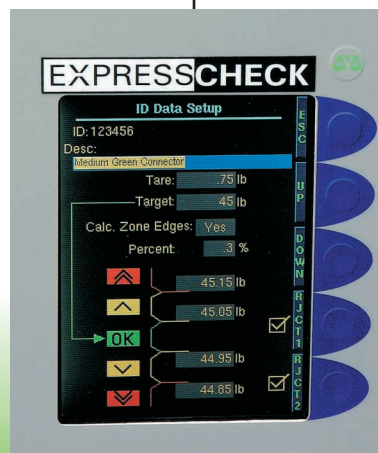 EXPRESSCHECK
ID Data Setup
ID: 123456
Desc:
Medium Green Connector
Tare: .75 lb
Target: 45 lb
Calc. Zone Edges: Yes
Percent: .3 %
45.15 lb
45.05 lb
OK
44.95 lb
44.85 lb
ESC
UP
DOWN
RJCT1
RJCT2